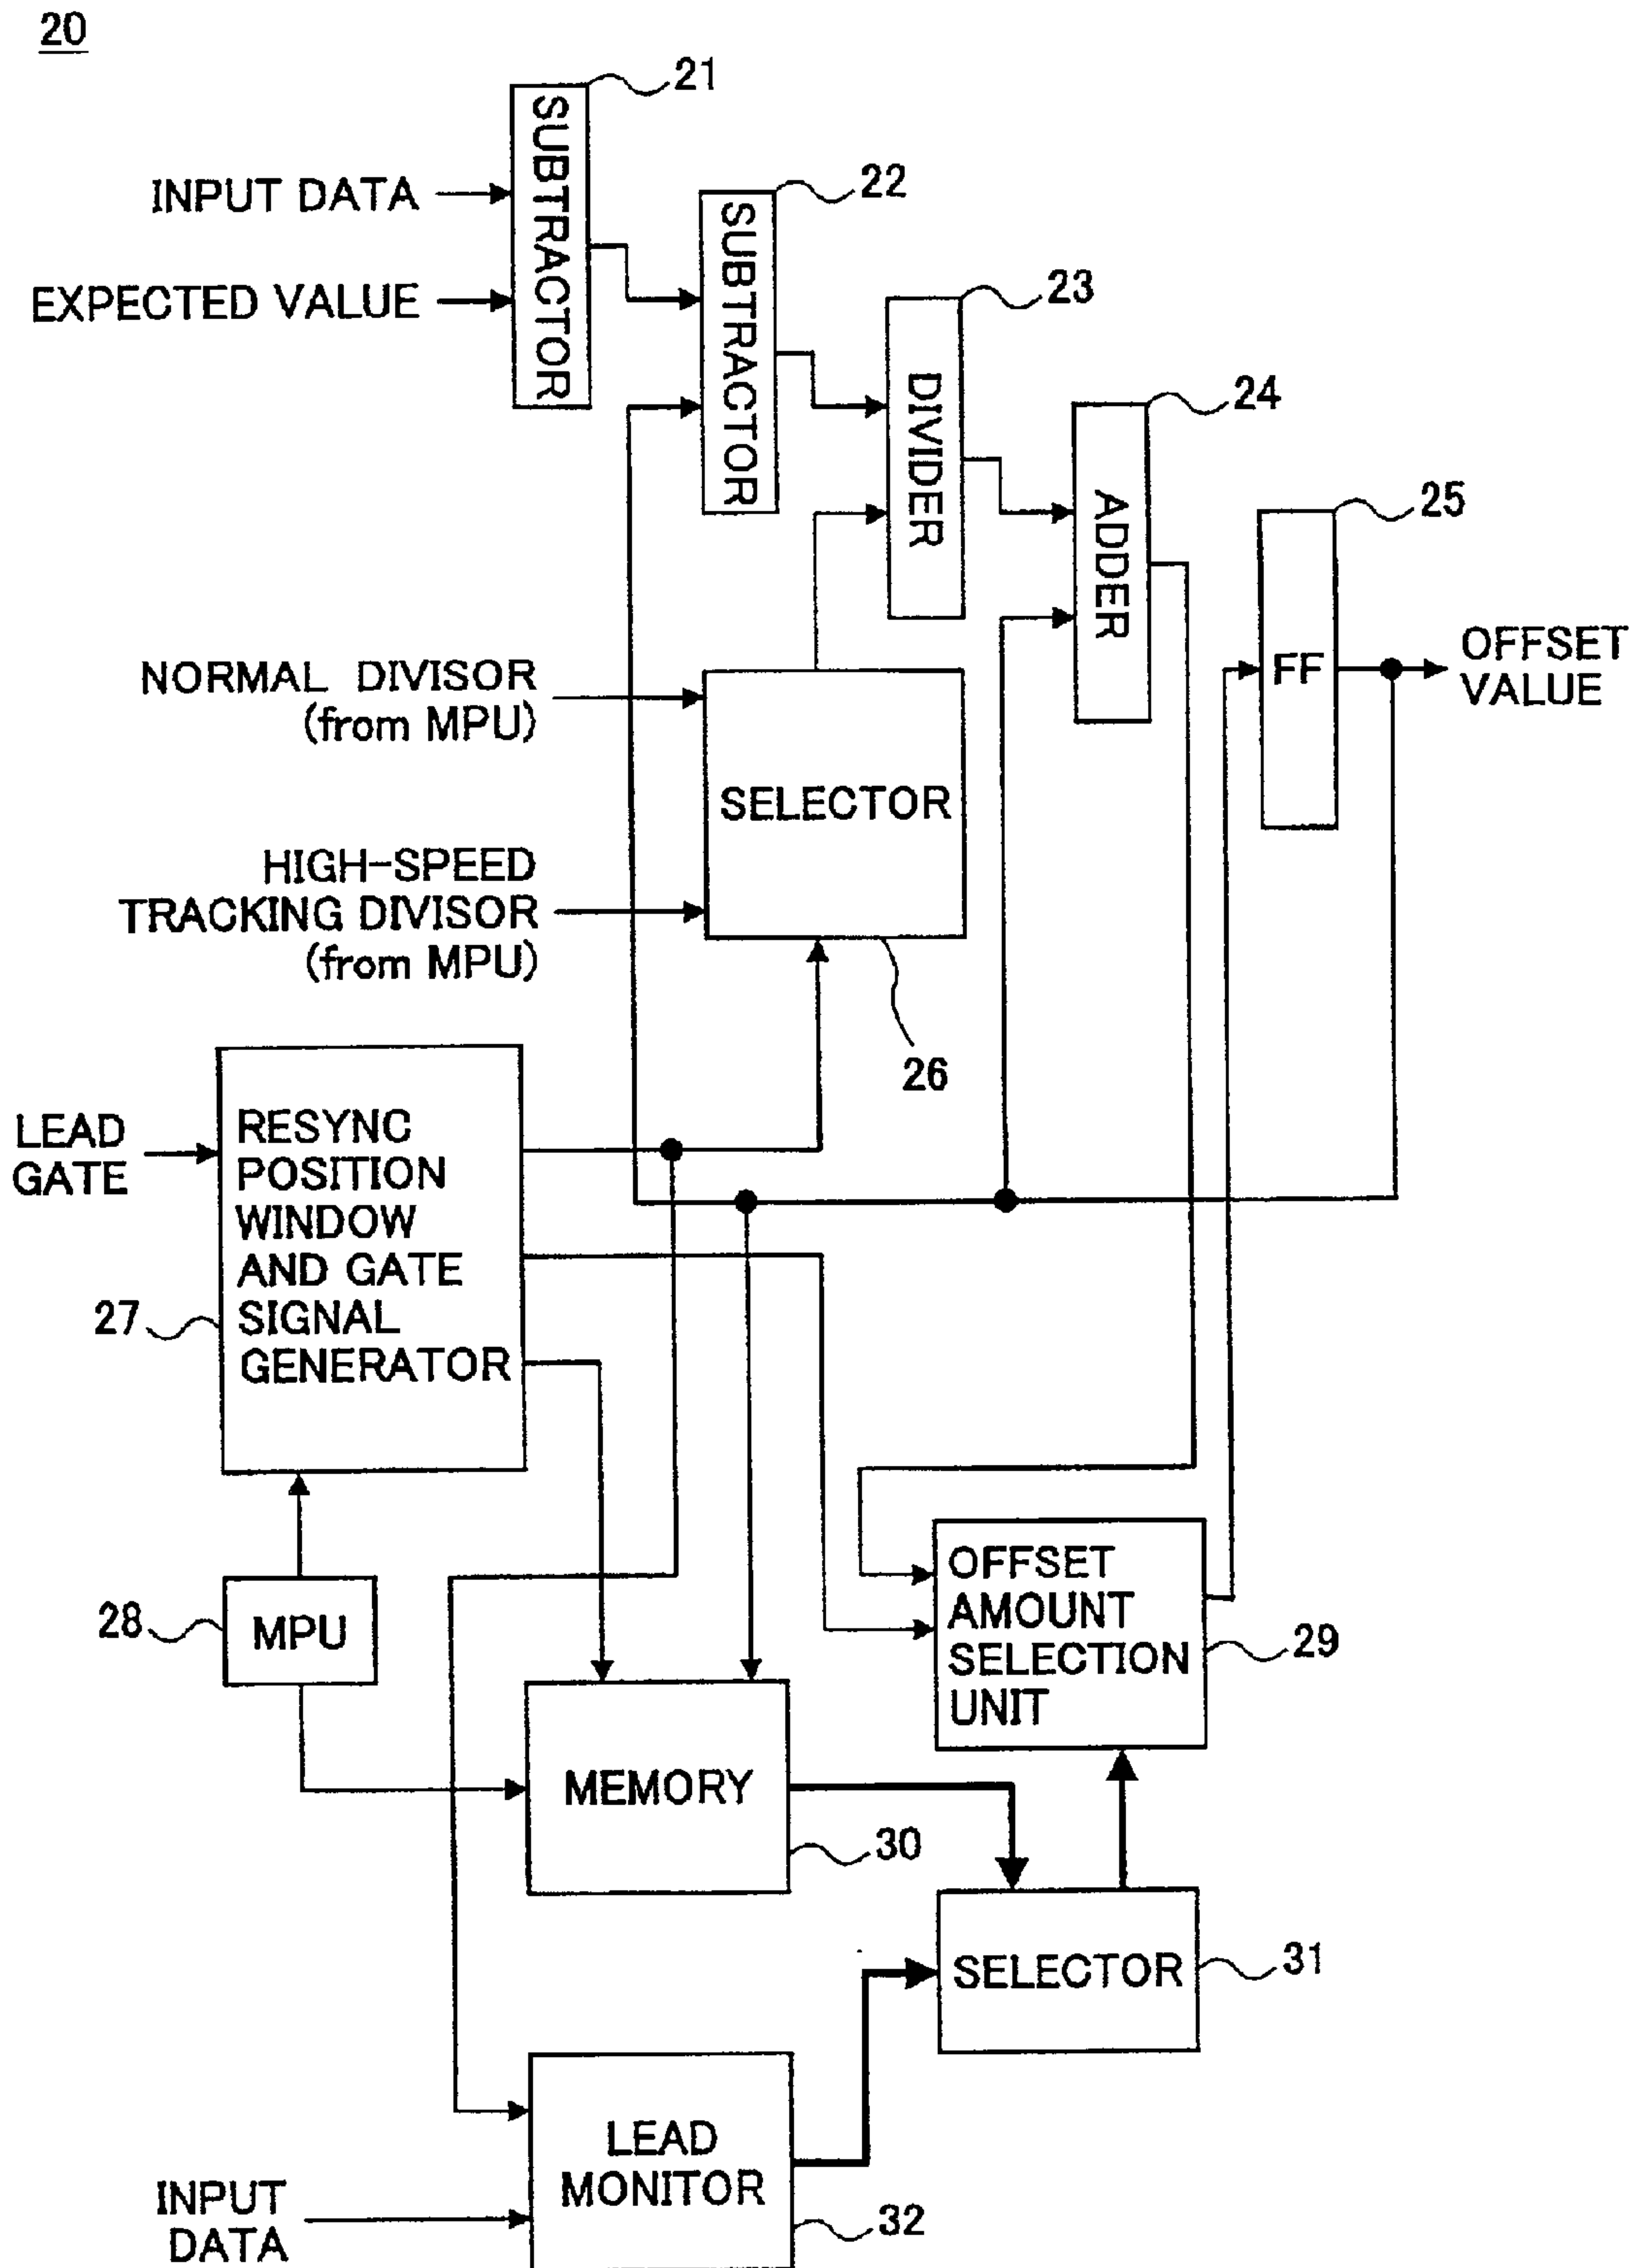 20
21
SUBTRACTOR
INPUT DATA
22
SUBTRACTOR
EXPECTED VALUE
23
DIVIDER
24
ADDER
25
FF
OFFSET
VALUE
NORMAL DIVISOR
(from MPU)
SELECTOR
HIGH-SPEED
TRACKING DIVISOR
(from MPU)
26
LEAD
GATE
RESYNC
POSITION
WINDOW
AND GATE
SIGNAL
GENERATOR
27
28
MPU
OFFSET
AMOUNT
SELECTION
UNIT
29
MEMORY
30
SELECTOR
31
LEAD
MONITOR
INPUT
DATA
32